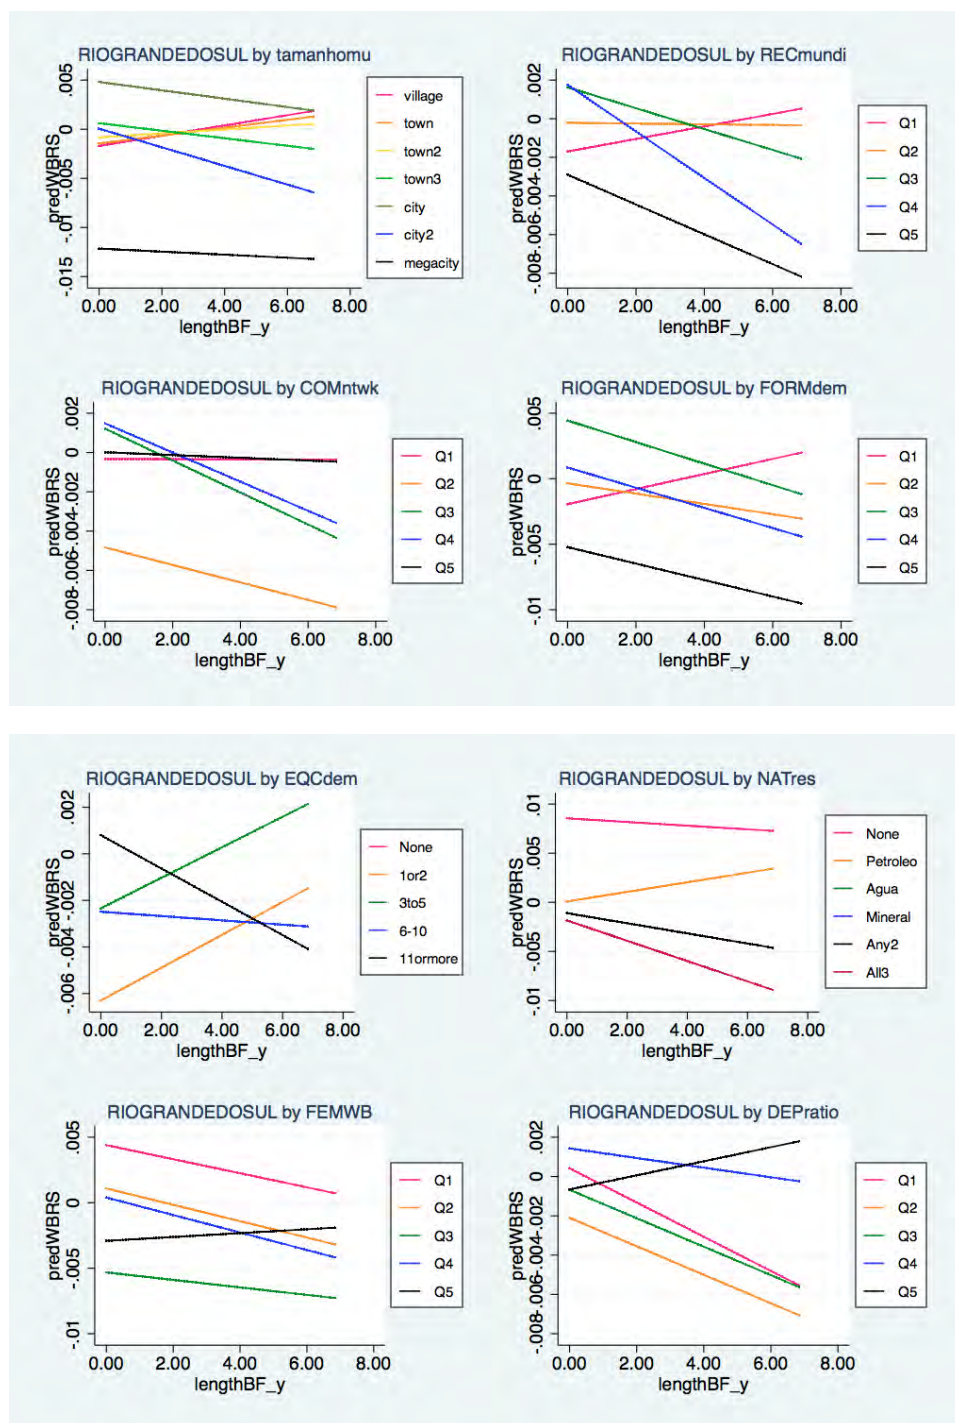 RIOGRANDEDOSUL by tamanhomu
predWBRS
.005
0
-.005
-.01
-.015
0.00 2.00 4.00 6.00 8.00
lengthBF_y
village
town
town2
town3
city
city2
megacity
RIOGRANDEDOSUL by RECmundi
predWBRS
.002
0
-.002
-.004
-.006
-.008
0.00 2.00 4.00 6.00 8.00
lengthBF_y
Q1
Q2
Q3
Q4
Q5
RIOGRANDEDOSUL by COMntwk
predWBRS
.002
0
-.002
-.004
-.006
-.008
0.00 2.00 4.00 6.00 8.00
lengthBF_y
Q1
Q2
Q3
Q4
Q5
RIOGRANDEDOSUL by FORMdem
predWBRS
.005
0
-.005
-.01
0.00 2.00 4.00 6.00 8.00
lengthBF_y
Q1
Q2
Q3
Q4
Q5
RIOGRANDEDOSUL by EQCdem
predWBRS
.002
0
-.002
-.004
-.006
0.00 2.00 4.00 6.00 8.00
lengthBF_y
None
1or2
3to5
6-10
11ormore
RIOGRANDEDOSUL by NATres
predWBRS
.01
.005
0
-.005
-.01
0.00 2.00 4.00 6.00 8.00
lengthBF_y
None
Petroleo
Agua
Mineral
Any2
All3
RIOGRANDEDOSUL by FEMWB
predWBRS
.005
0
-.005
-.01
0.00 2.00 4.00 6.00 8.00
lengthBF_y
Q1
Q2
Q3
Q4
Q5
RIOGRANDEDOSUL by DEPratio
predWBRS
.002
0
-.002
-.004
-.006
-.008
0.00 2.00 4.00 6.00 8.00
lengthBF_y
Q1
Q2
Q3
Q4
Q5